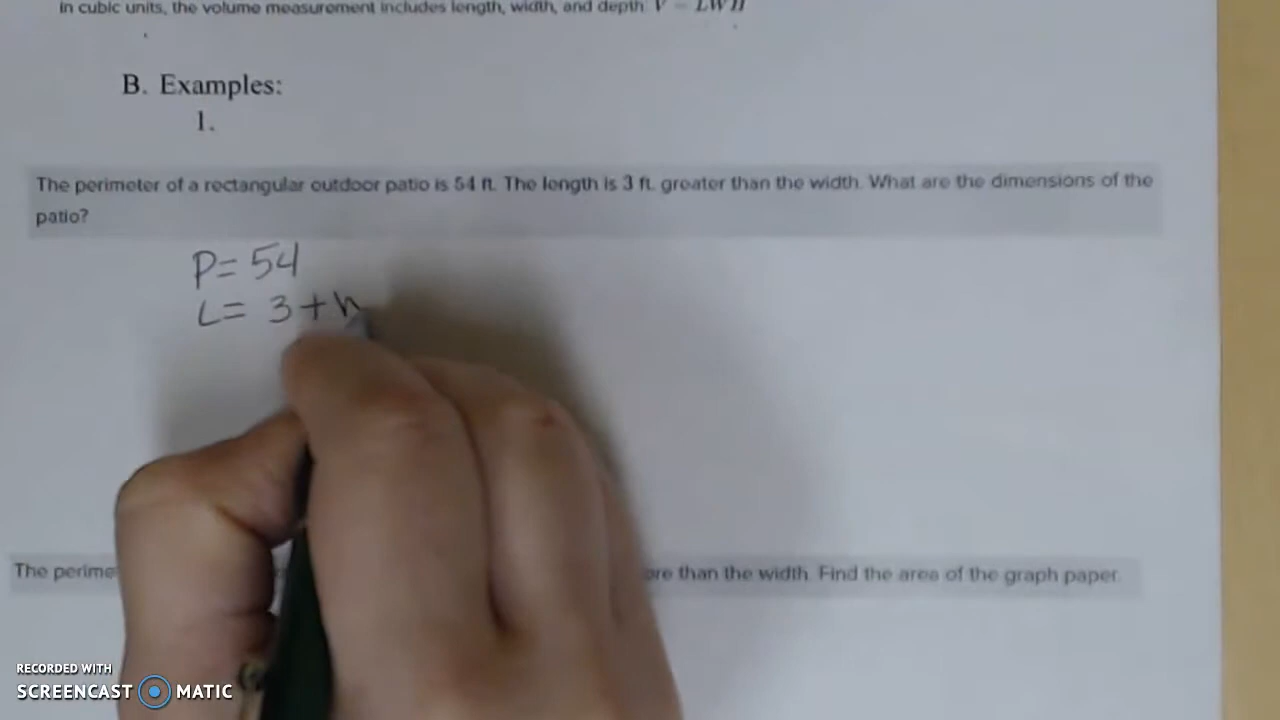 in cubic units, the volume measurement includes length, width, and depth V = LWH
B. Examples:
1.
The perimeter of a rectangular outdoor patio is 54 ft. The length is 3 ft. greater than the width. What are the dimensions of the
patio?
P = 54
L = 3 +
The perime ore than the width. Find the area of the graph paper.
RECORDED WITH
SCREENCAST MATIC